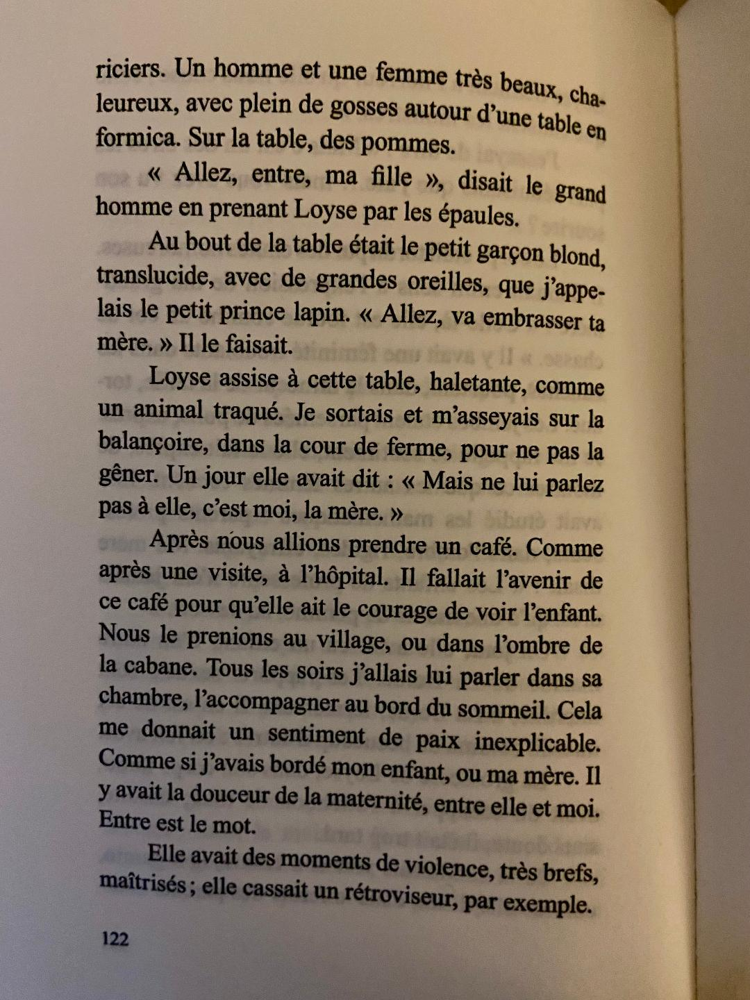 riciers. Un homme et une femme très beaux, cha-
leureux, avec plein de gosses autour d’une table en
formica. Sur la table, des pommes.
« Allez, entre, ma fille », disait le grand
homme en prenant Loyse par les épaules.
Au bout de la table était le petit garçon blond,
translucide, avec de grandes oreilles, que j’appe-
lais le petit prince lapin. « Allez, va embrasser ta
mère. » Il le faisait.
Loyse assise à cette table, haletante, comme
un animal traqué. Je sortais et m’asseyais sur la
balançoire, dans la cour de ferme, pour ne pas la
gêner. Un jour elle avait dit : « Mais ne lui parlez
pas à elle, c’est moi, la mère. »
Après nous allions prendre un café. Comme
après une visite, à l’hôpital. Il fallait l’avenir de
ce café pour qu’elle ait le courage de voir l’enfant.
Nous le prenions au village, ou dans l’ombre de
la cabane. Tous les soirs j’allais lui parler dans sa
chambre, l’accompagner au bord du sommeil. Cela
me donnait un sentiment de paix inexplicable.
Comme si j’avais bordé mon enfant, ou ma mère. Il
y avait la douceur de la maternité, entre elle et moi.
Entre est le mot.
Elle avait des moments de violence, très brefs,
maîtrisés ; elle cassait un rétroviseur, par exemple.
122